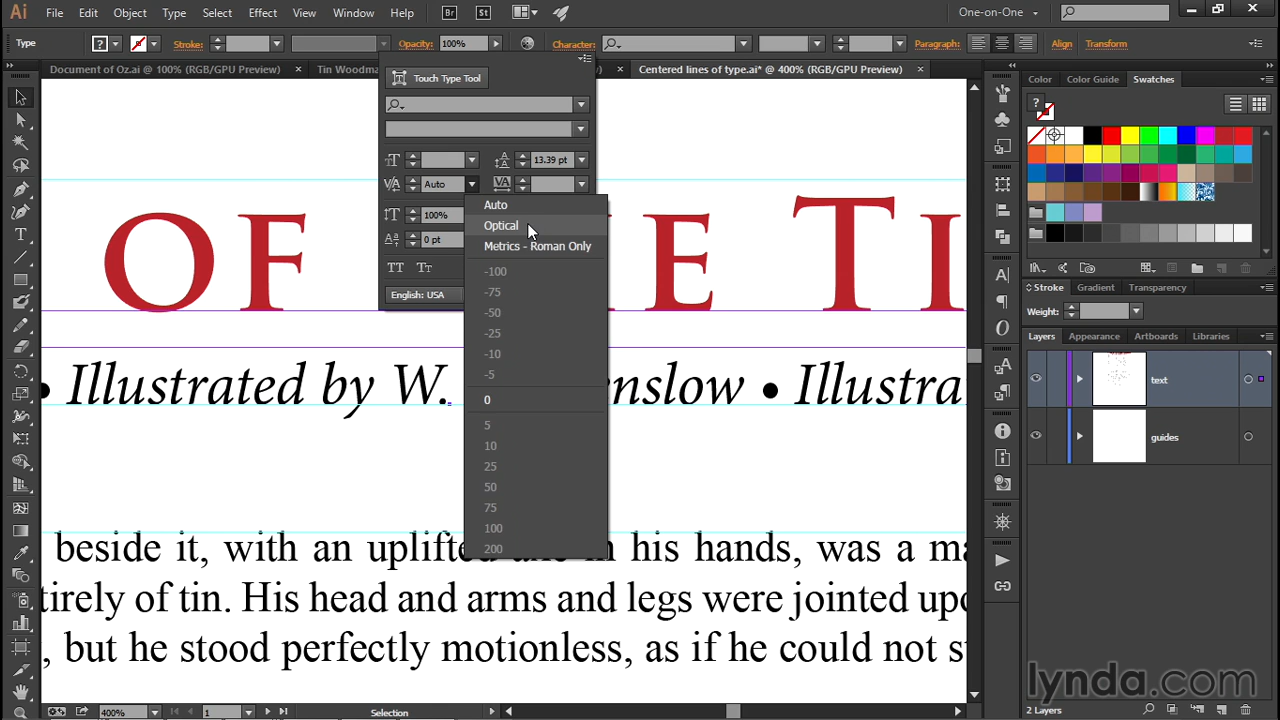 Ai File Edit Object Type Select Effect View Window Help Br St One-on-One
Type ? Stroke: Opacity: 100% Character: Paragraph: Align Transform
Document of Oz.ai @ 100% (RGB/GPU Preview) × Tin Woodma × Centered lines of type.ai* @ 400% (RGB/GPU Preview) ×
Touch Type Tool
13.39 pt
Auto
100%
0 pt
TT Tt
English: USA
Auto
Optical
Metrics - Roman Only
-100
-75
-50
-25
-10
-5
0
5
10
25
50
75
100
200
OF E TI
• Illustrated by W. enslow • Illustra
beside it, with an uplifte in his hands, was a ma
tirely of tin. His head and arms and legs were jointed upo
, but he stood perfectly motionless, as if he could not s
Color Color Guide Swatches
Stroke Gradient Transparency
Weight:
Layers Appearance Artboards Libraries
text
guides
2 Layers
400% 1 Selection
lynda.com